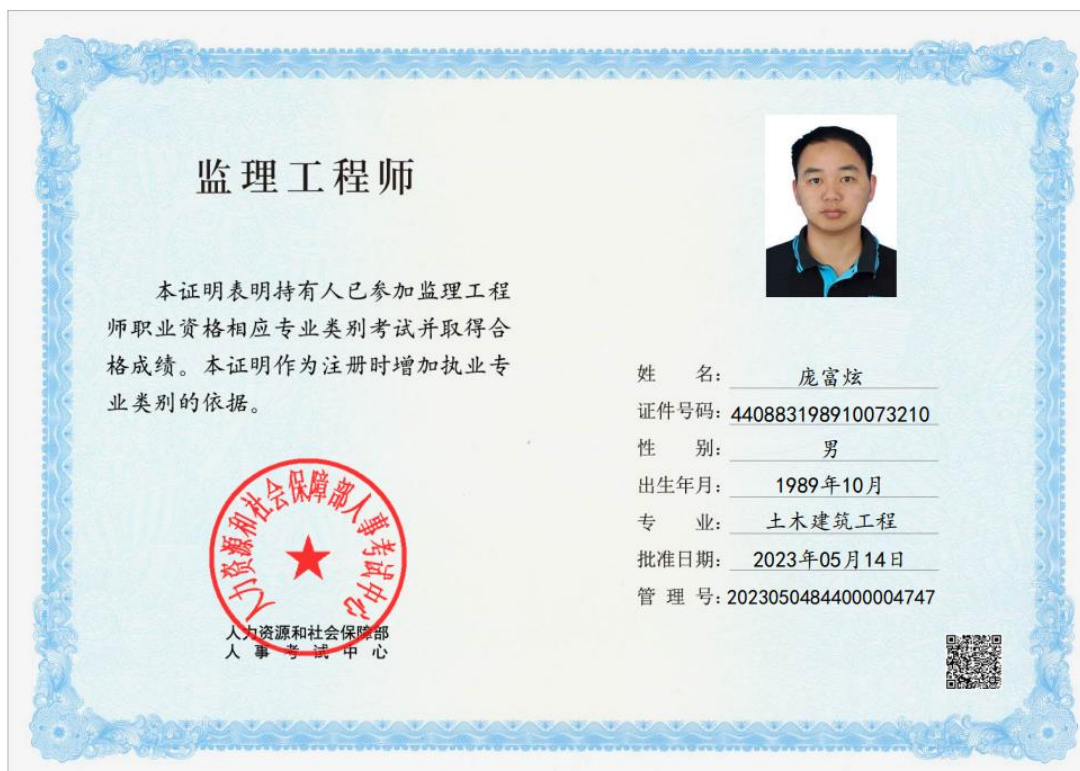 监理工程师
本证明表明持有人已参加监理工程
师职业资格相应专业类别考试并取得合
格成绩。本证明作为注册时增加执业专
业类别的依据。
人力资源和社会保障部人事考试中心
人力资源和社会保障部
人事考试中心
姓 名: 庞富炫
证件号码: 440883198910073210
性 别: 男
出生年月: 1989年10月
专 业: 土木建筑工程
批准日期: 2023年05月14日
管 理 号: 20230504844000004747